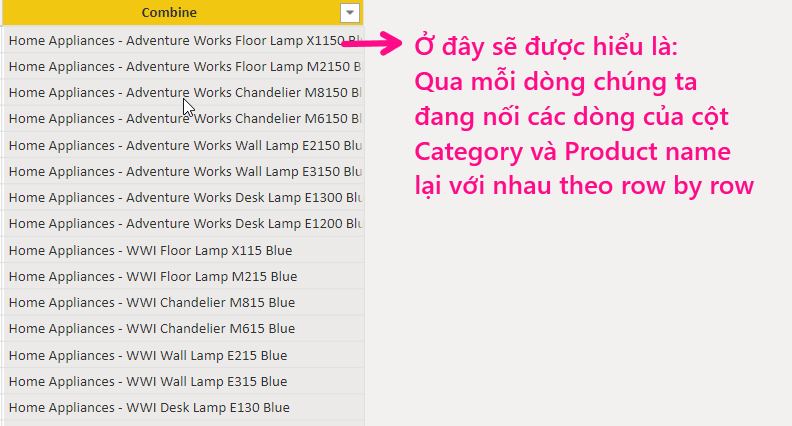 Combine
Home Appliances - Adventure Works Floor Lamp X1150
Home Appliances - Adventure Works Floor Lamp M2150 B
Home Appliances - Adventure Works Chandelier M8150 Bl
Home Appliances - Adventure Works Chandelier M6150 Bl
Home Appliances - Adventure Works Wall Lamp E2150 Blu
Home Appliances - Adventure Works Wall Lamp E3150 Blu
Home Appliances - Adventure Works Desk Lamp E1300 Blu
Home Appliances - Adventure Works Desk Lamp E1200 Blu
Home Appliances - WWI Floor Lamp X115 Blue
Home Appliances - WWI Floor Lamp M215 Blue
Home Appliances - WWI Chandelier M815 Blue
Home Appliances - WWI Chandelier M615 Blue
Home Appliances - WWI Wall Lamp E215 Blue
Home Appliances - WWI Wall Lamp E315 Blue
Home Appliances - WWI Desk Lamp E130 Blue
Ở đây sẽ được hiểu là:
Qua mỗi dòng chúng ta
đang nối các dòng của cột
Category và Product name
lại với nhau theo row by row